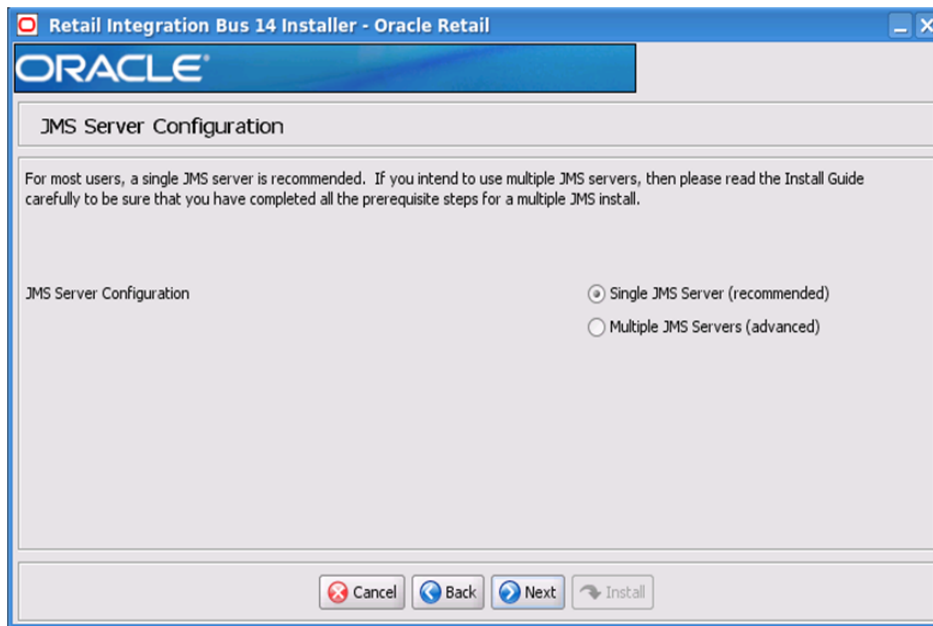 Retail Integration Bus 14 Installer - Oracle Retail
ORACLE®
JMS Server Configuration
For most users, a single JMS server is recommended. If you intend to use multiple JMS servers, then please read the Install Guide
carefully to be sure that you have completed all the prerequisite steps for a multiple JMS install.
JMS Server Configuration
Single JMS Server (recommended)
Multiple JMS Servers (advanced)
Cancel Back Next Install